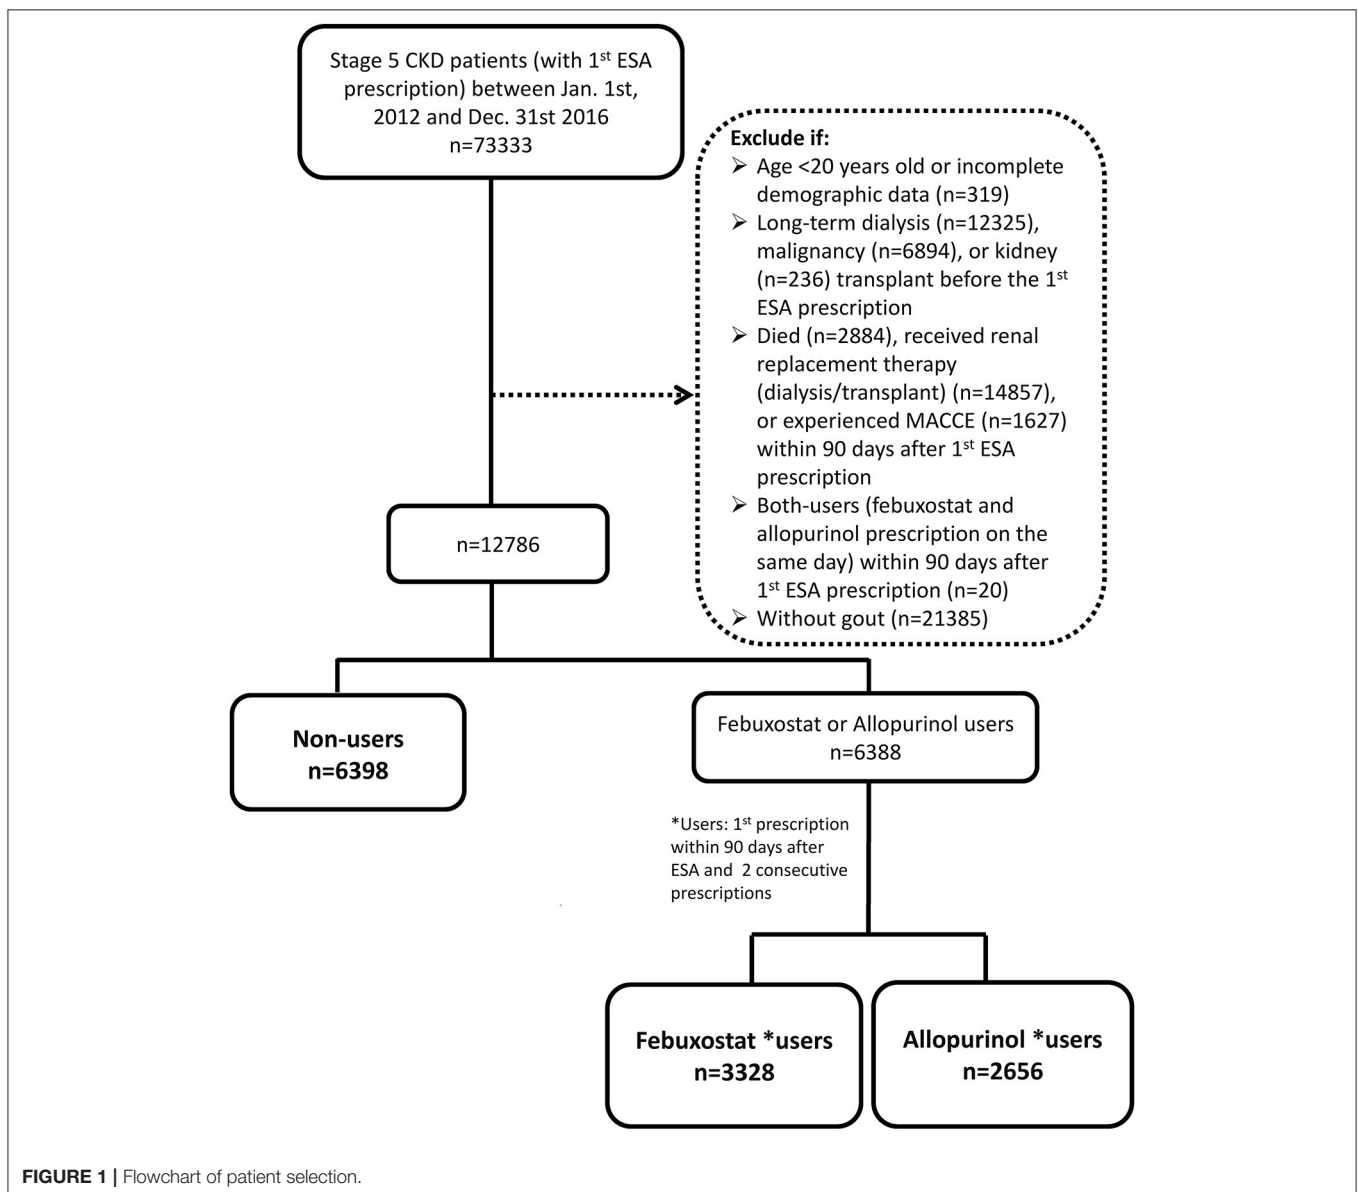 Stage 5 CKD patients (with 1st ESA
prescription) between Jan. 1st,
2012 and Dec. 31st 2016
n=73333
Exclude if:
➢ Age <20 years old or incomplete
demographic data (n=319)
➢ Long-term dialysis (n=12325),
malignancy (n=6894), or kidney
(n=236) transplant before the 1st
ESA prescription
➢ Died (n=2884), received renal
replacement therapy
(dialysis/transplant) (n=14857),
or experienced MACCE (n=1627)
within 90 days after 1st ESA
prescription
➢ Both-users (febuxostat and
allopurinol prescription on the
same day) within 90 days after
1st ESA prescription (n=20)
➢ Without gout (n=21385)
n=12786
Non-users
n=6398
Febuxostat or Allopurinol users
n=6388
*Users: 1st prescription
within 90 days after
ESA and 2 consecutive
prescriptions
Febuxostat *users
n=3328
Allopurinol *users
n=2656
FIGURE 1 | Flowchart of patient selection.